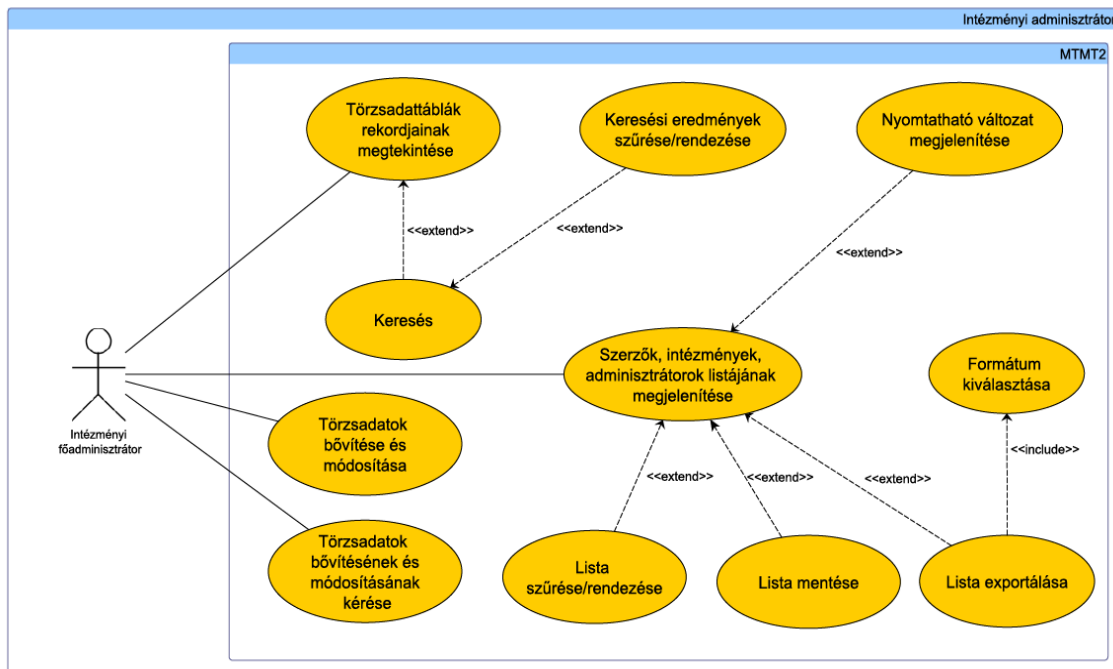 Intézményi adminisztrátor
MTMT2
Törzsadattáblák
rekordjainak
megtekintése
Keresési eredmények
szűrése/rendezése
Nyomtatható változat
megjelenítése
<<extend>>
<<extend>>
<<extend>>
Keresés
Szerzők, intézmények,
adminisztrátorok listájának
megjelenítése
Formátum
kiválasztása
Intézményi
főadminisztrátor
Törzsadatok
bővítése és
módosítása
<<extend>>
<<extend>>
<<extend>>
<<include>>
Törzsadatok
bővítésének és
módosításának
kérése
Lista
szűrése/rendezése
Lista mentése
Lista exportálása